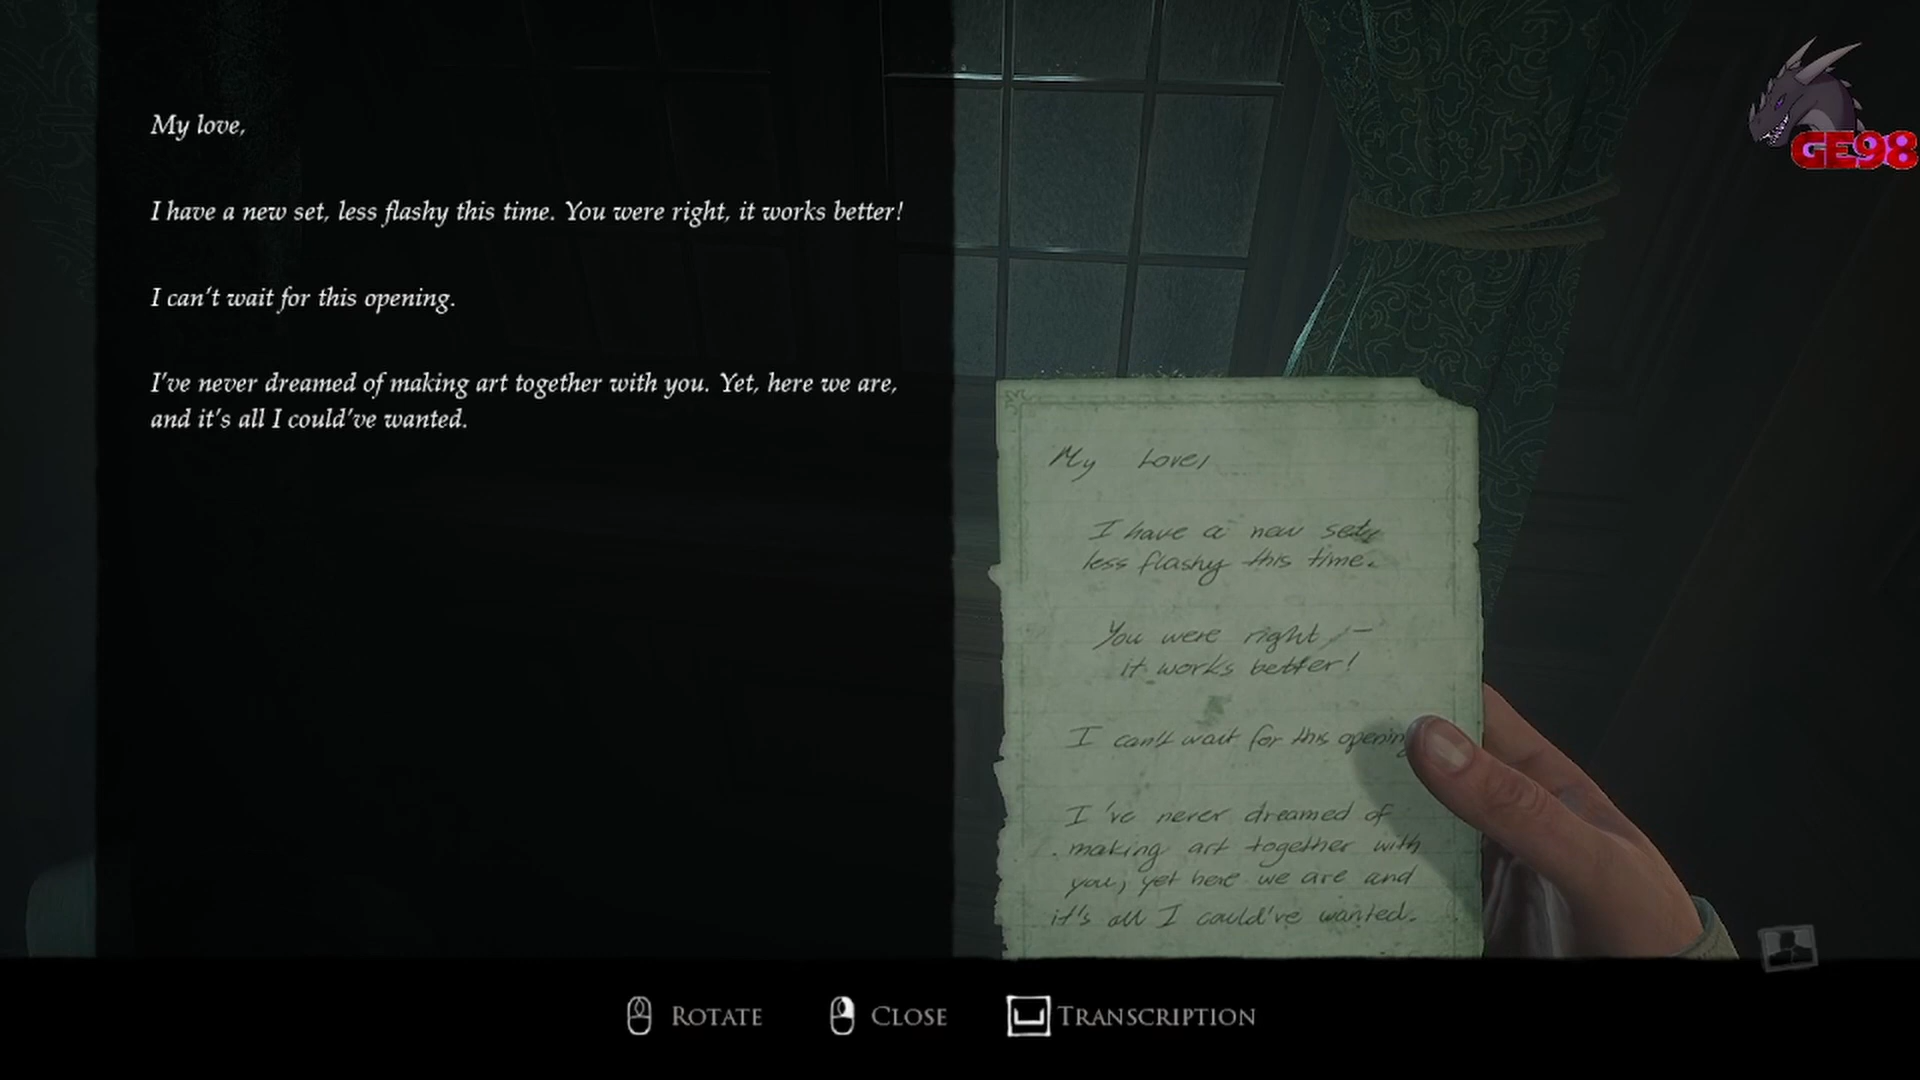 My love,
I have a new set, less flashy this time. You were right, it works better!
I can't wait for this opening.
I've never dreamed of making art together with you. Yet, here we are,
and it's all I could've wanted.
GE98
My Love,
I have a new set,
less flashy this time.
You were right, –
it works better!
I can't wait for this opening
I've never dreamed of
making art together with
you, yet here we are and
it's all I could've wanted.
ROTATE
CLOSE
TRANSCRIPTION